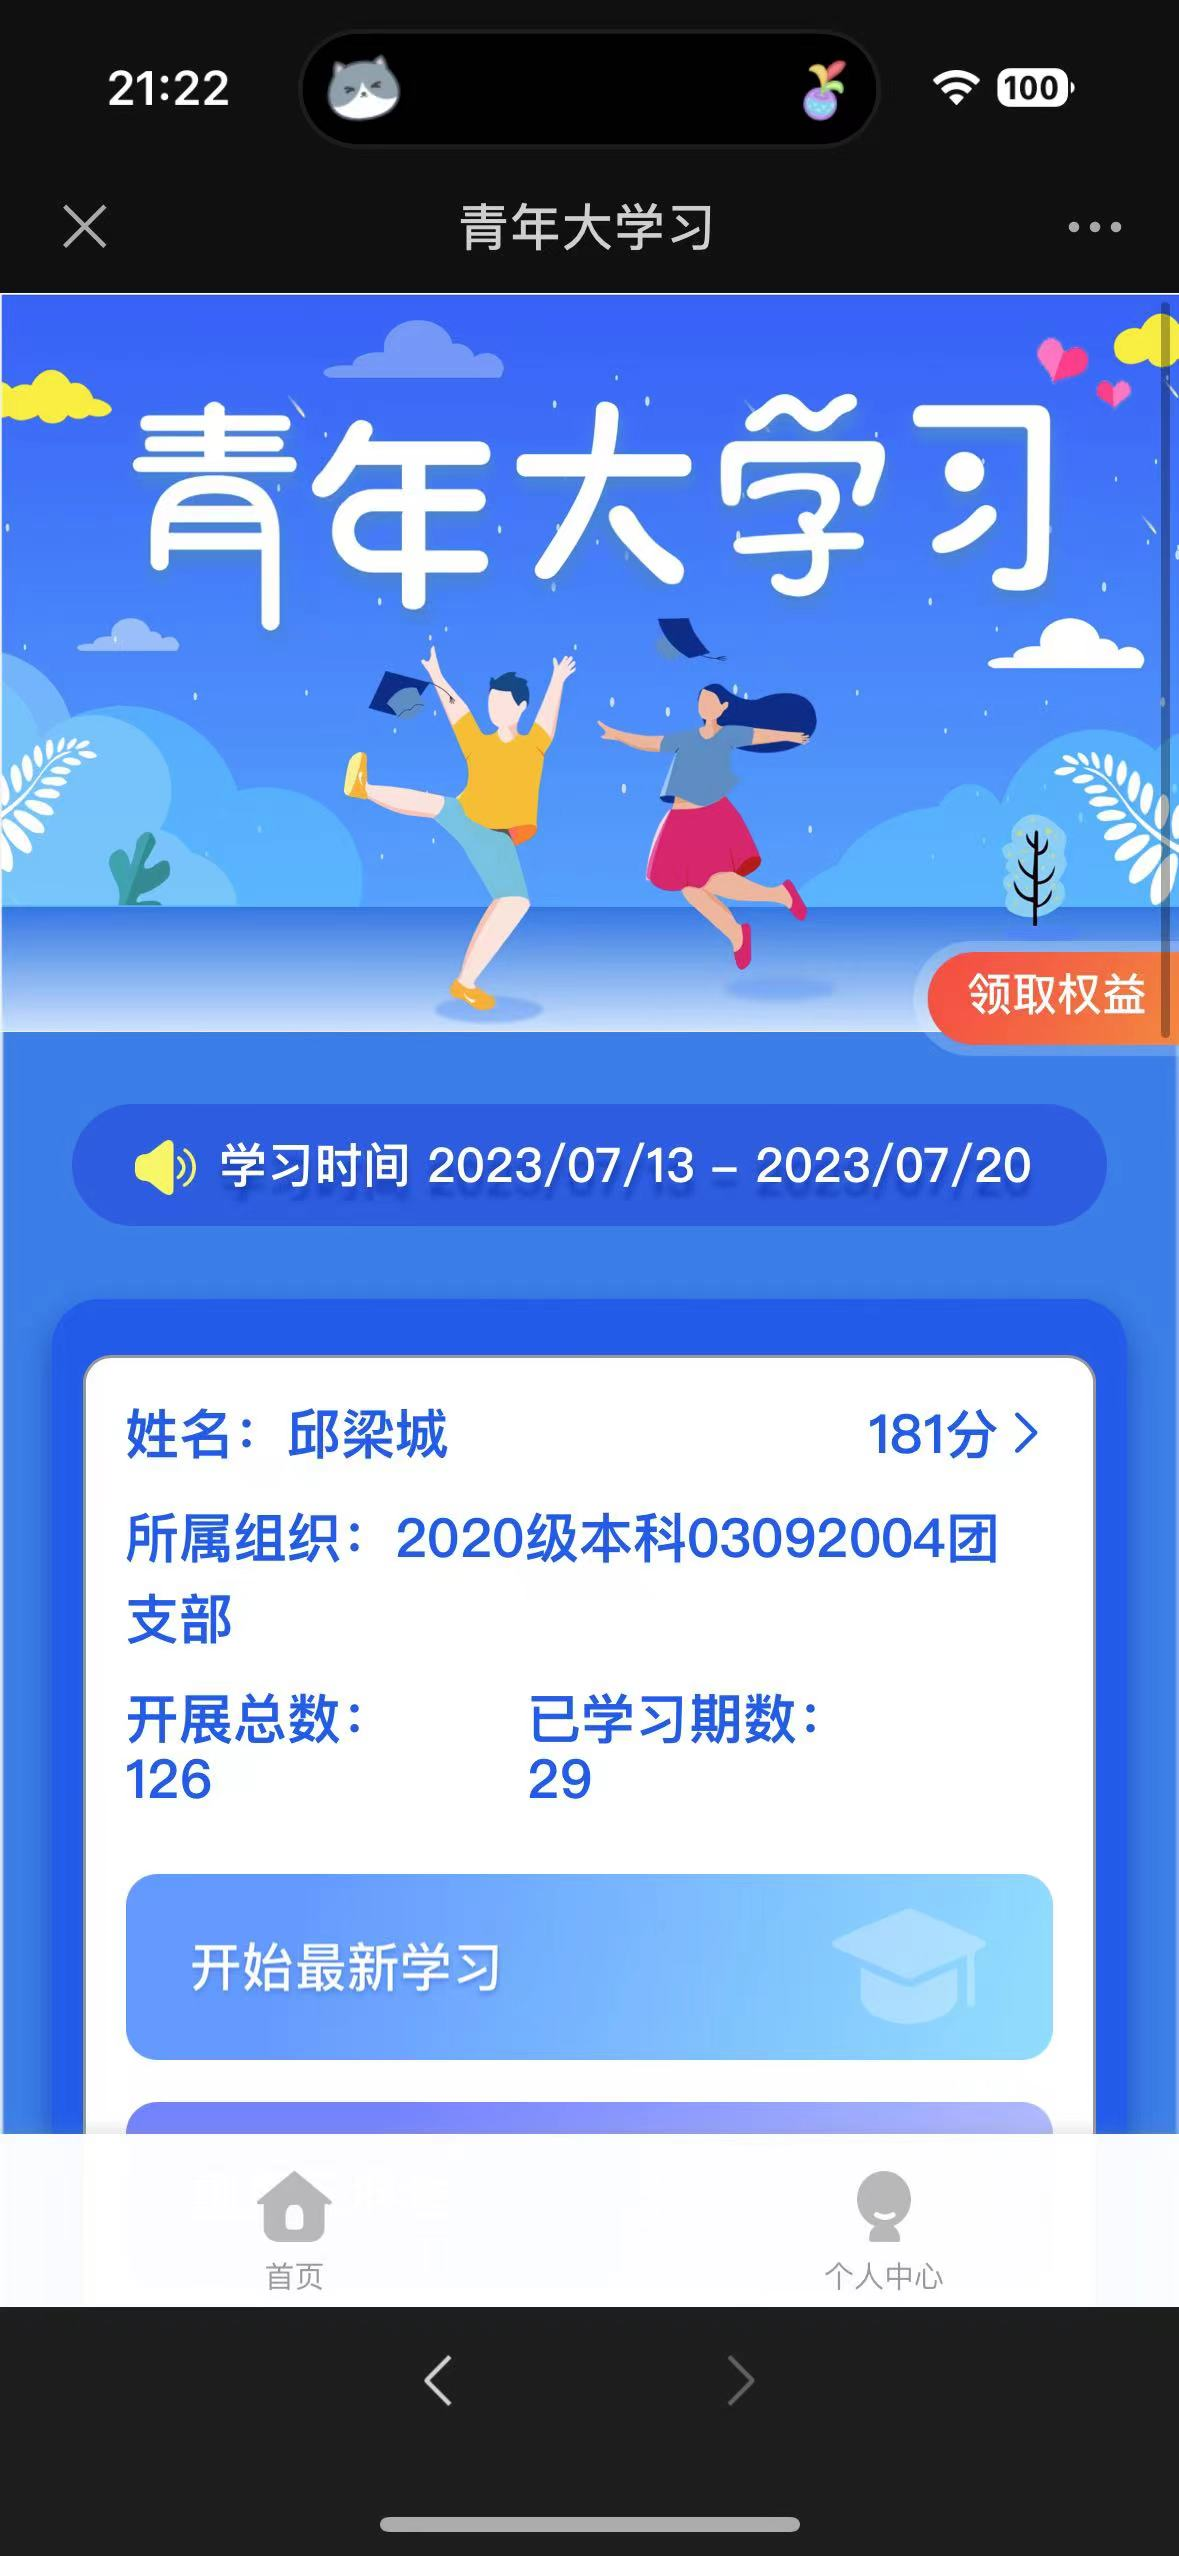 21:22
100
青年大学习
青年大学习
领取权益
学习时间 2023/07/13 – 2023/07/20
姓名：邱梁城
181分
所属组织：2020级本科03092004团
支部
开展总数：
已学习期数：
126
29
开始最新学习
首页
个人中心